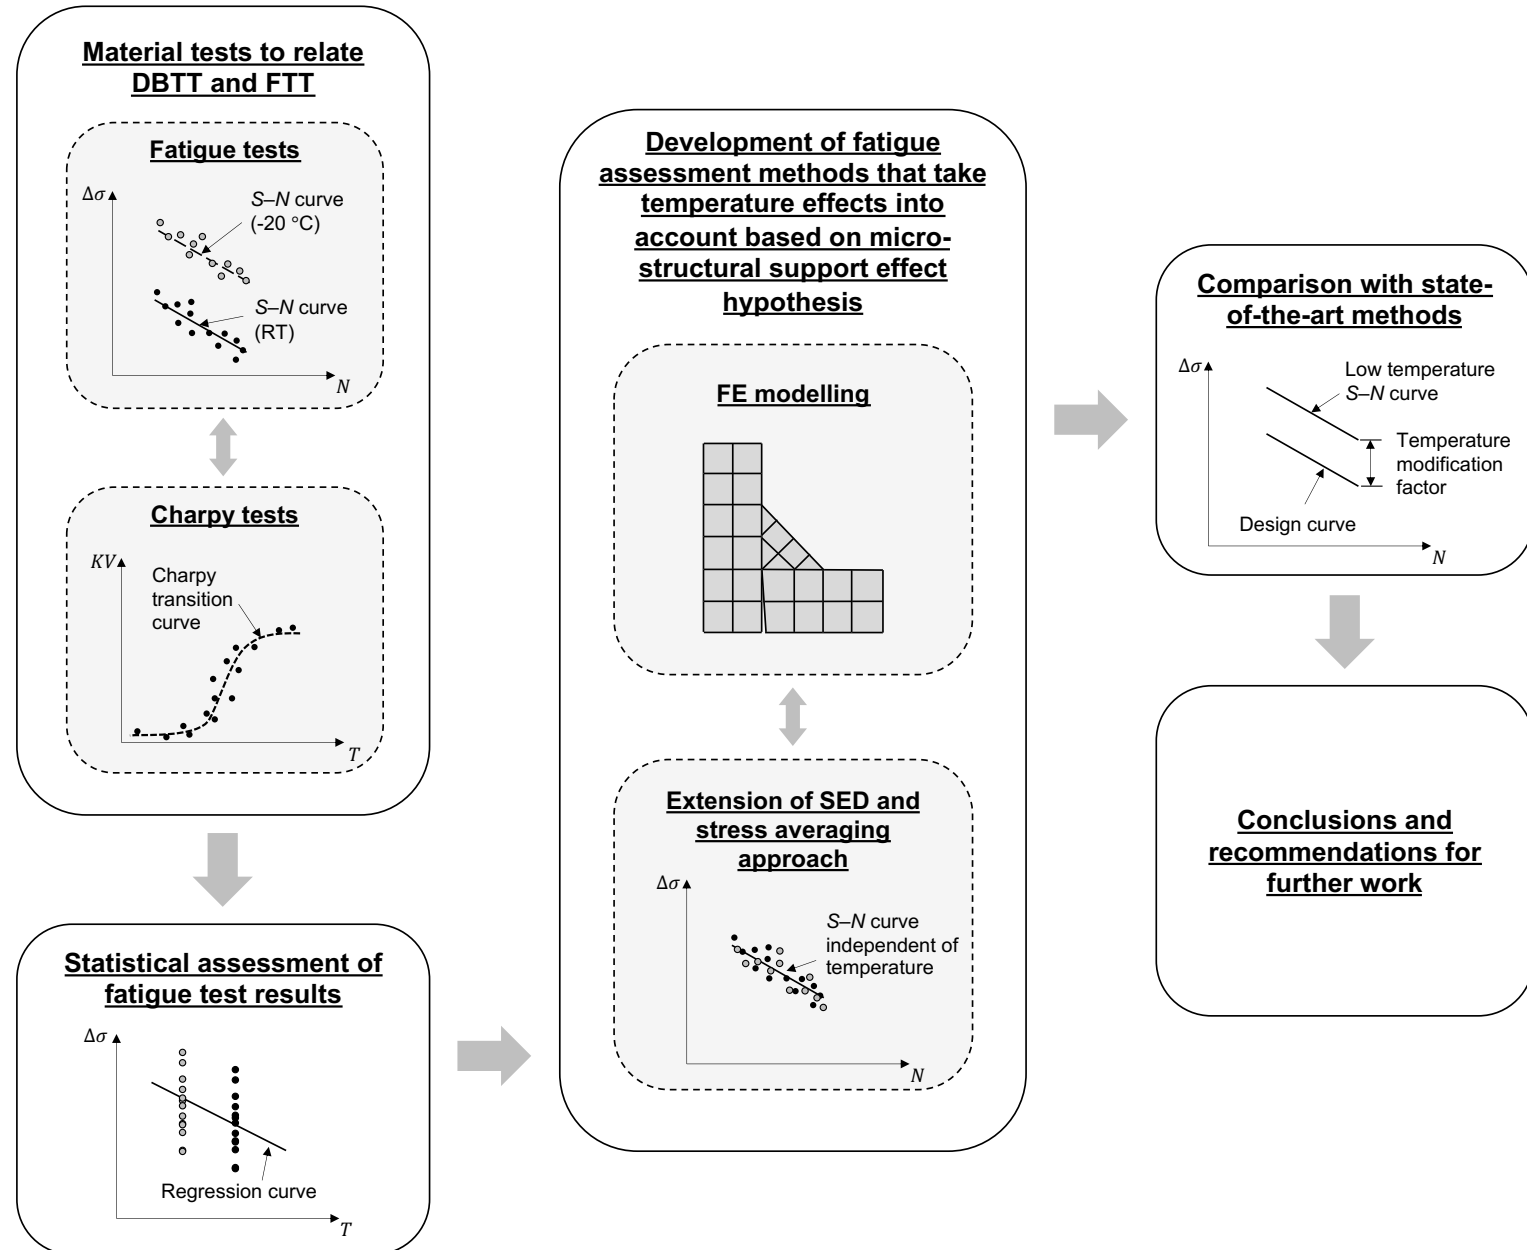 Material tests to relate
DBTT and FTT
Fatigue tests
Δσ
S–N curve
(-20 °C)
S–N curve
(RT)
N
Charpy tests
KV
Charpy
transition
curve
T
Statistical assessment of
fatigue test results
Δσ
Regression curve
T
Development of fatigue
assessment methods that take
temperature effects into
account based on micro-
structural support effect
hypothesis
FE modelling
Extension of SED and
stress averaging
approach
Δσ
S–N curve
independent of
temperature
N
Comparison with state-
of-the-art methods
Δσ
Low temperature
S–N curve
Temperature
modification
factor
Design curve
N
Conclusions and
recommendations for
further work